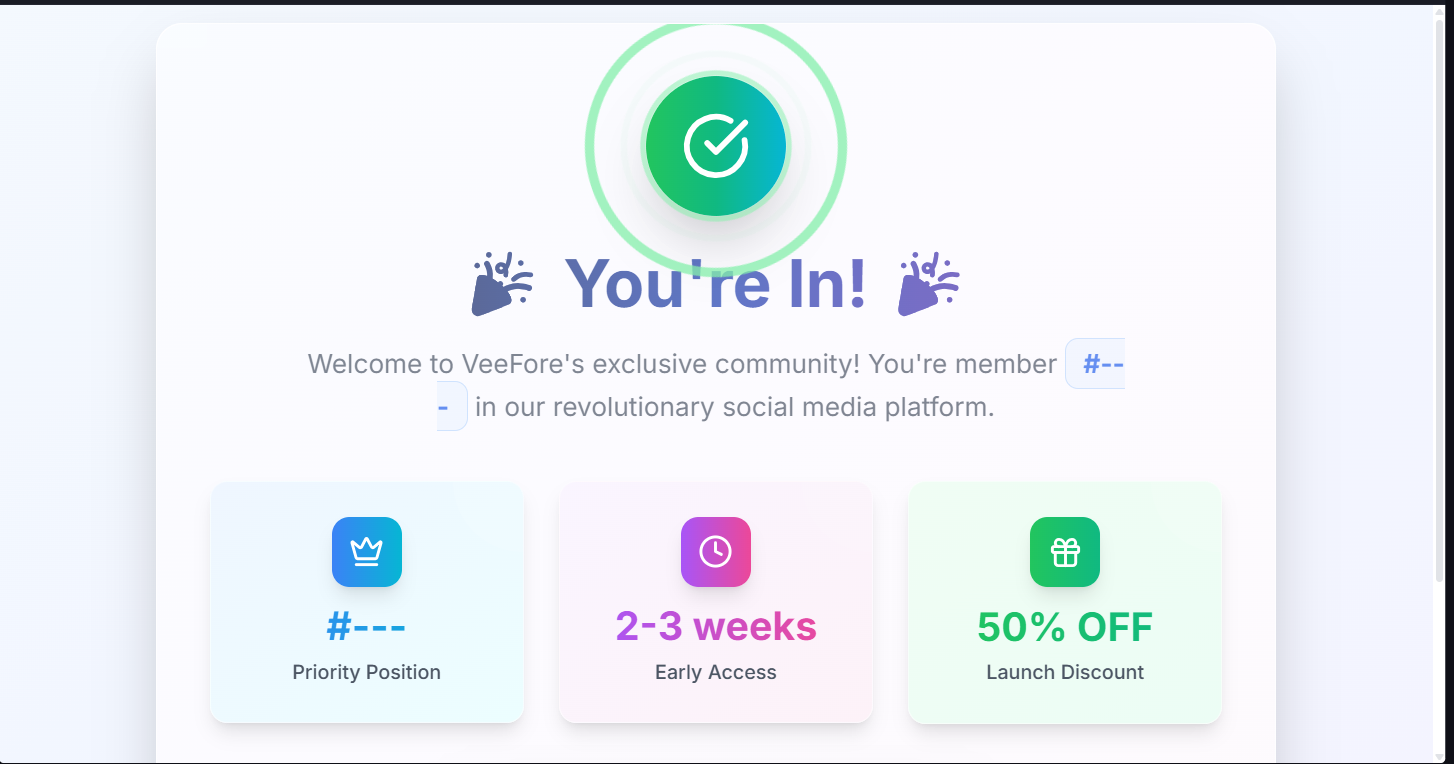 You're In!
Welcome to VeeFore's exclusive community! You're member #--
- in our revolutionary social media platform.
#---
Priority Position
2-3 weeks
Early Access
50% OFF
Launch Discount